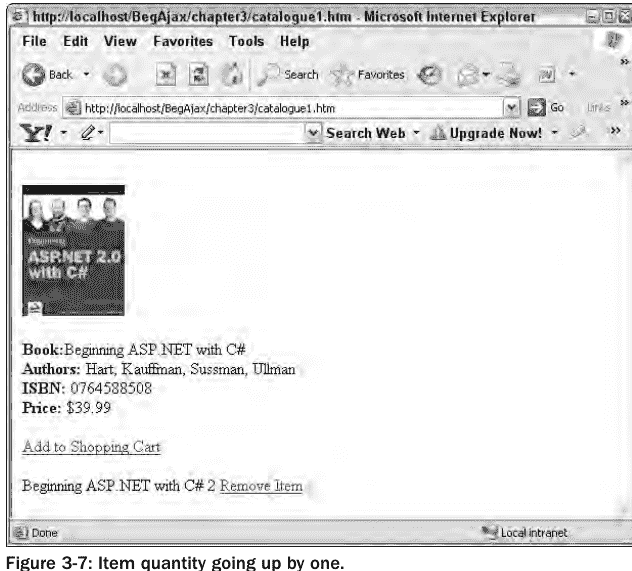 http://localhost/BegAjax/chapter3/catalogue1.htm - Microsoft Internet Explorer
File Edit View Favorites Tools Help
Back Search Favorites
Address http://localhost/BegAjax/chapter3/catalogue1.htm Go Links
Y! Search Web Upgrade Now!
Beginning
ASP.NET 2.0
with C#
Book:Beginning ASP.NET with C#
Authors: Hart, Kauffman, Sussman, Ullman
ISBN: 0764588508
Price: $39.99
Add to Shopping Cart
Beginning ASP.NET with C# 2 Remove Item
Done Local intranet
Figure 3-7: Item quantity going up by one.